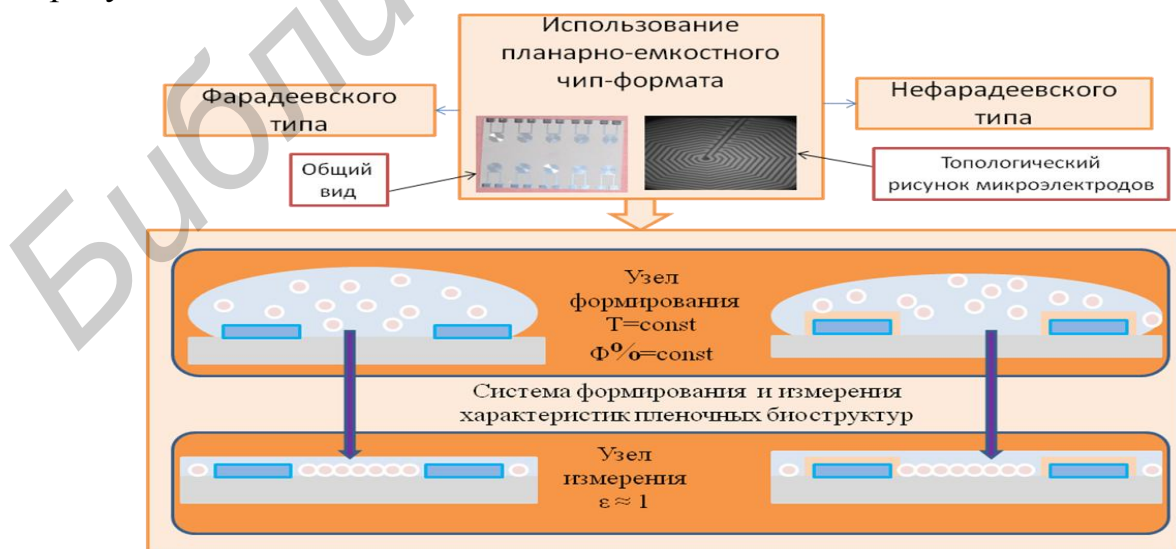 Использование
планарно-емкостного
чип-формата
Фарадеевского
типа
Нефарадеевского
типа
Общий
вид
Топологический
рисунок микроэлектродов
Узел
формирования
T=const
Ф%=const
Система формирования и измерения
характеристик пленочных биоструктур
Узел
измерения
ε ≈ 1
Библи